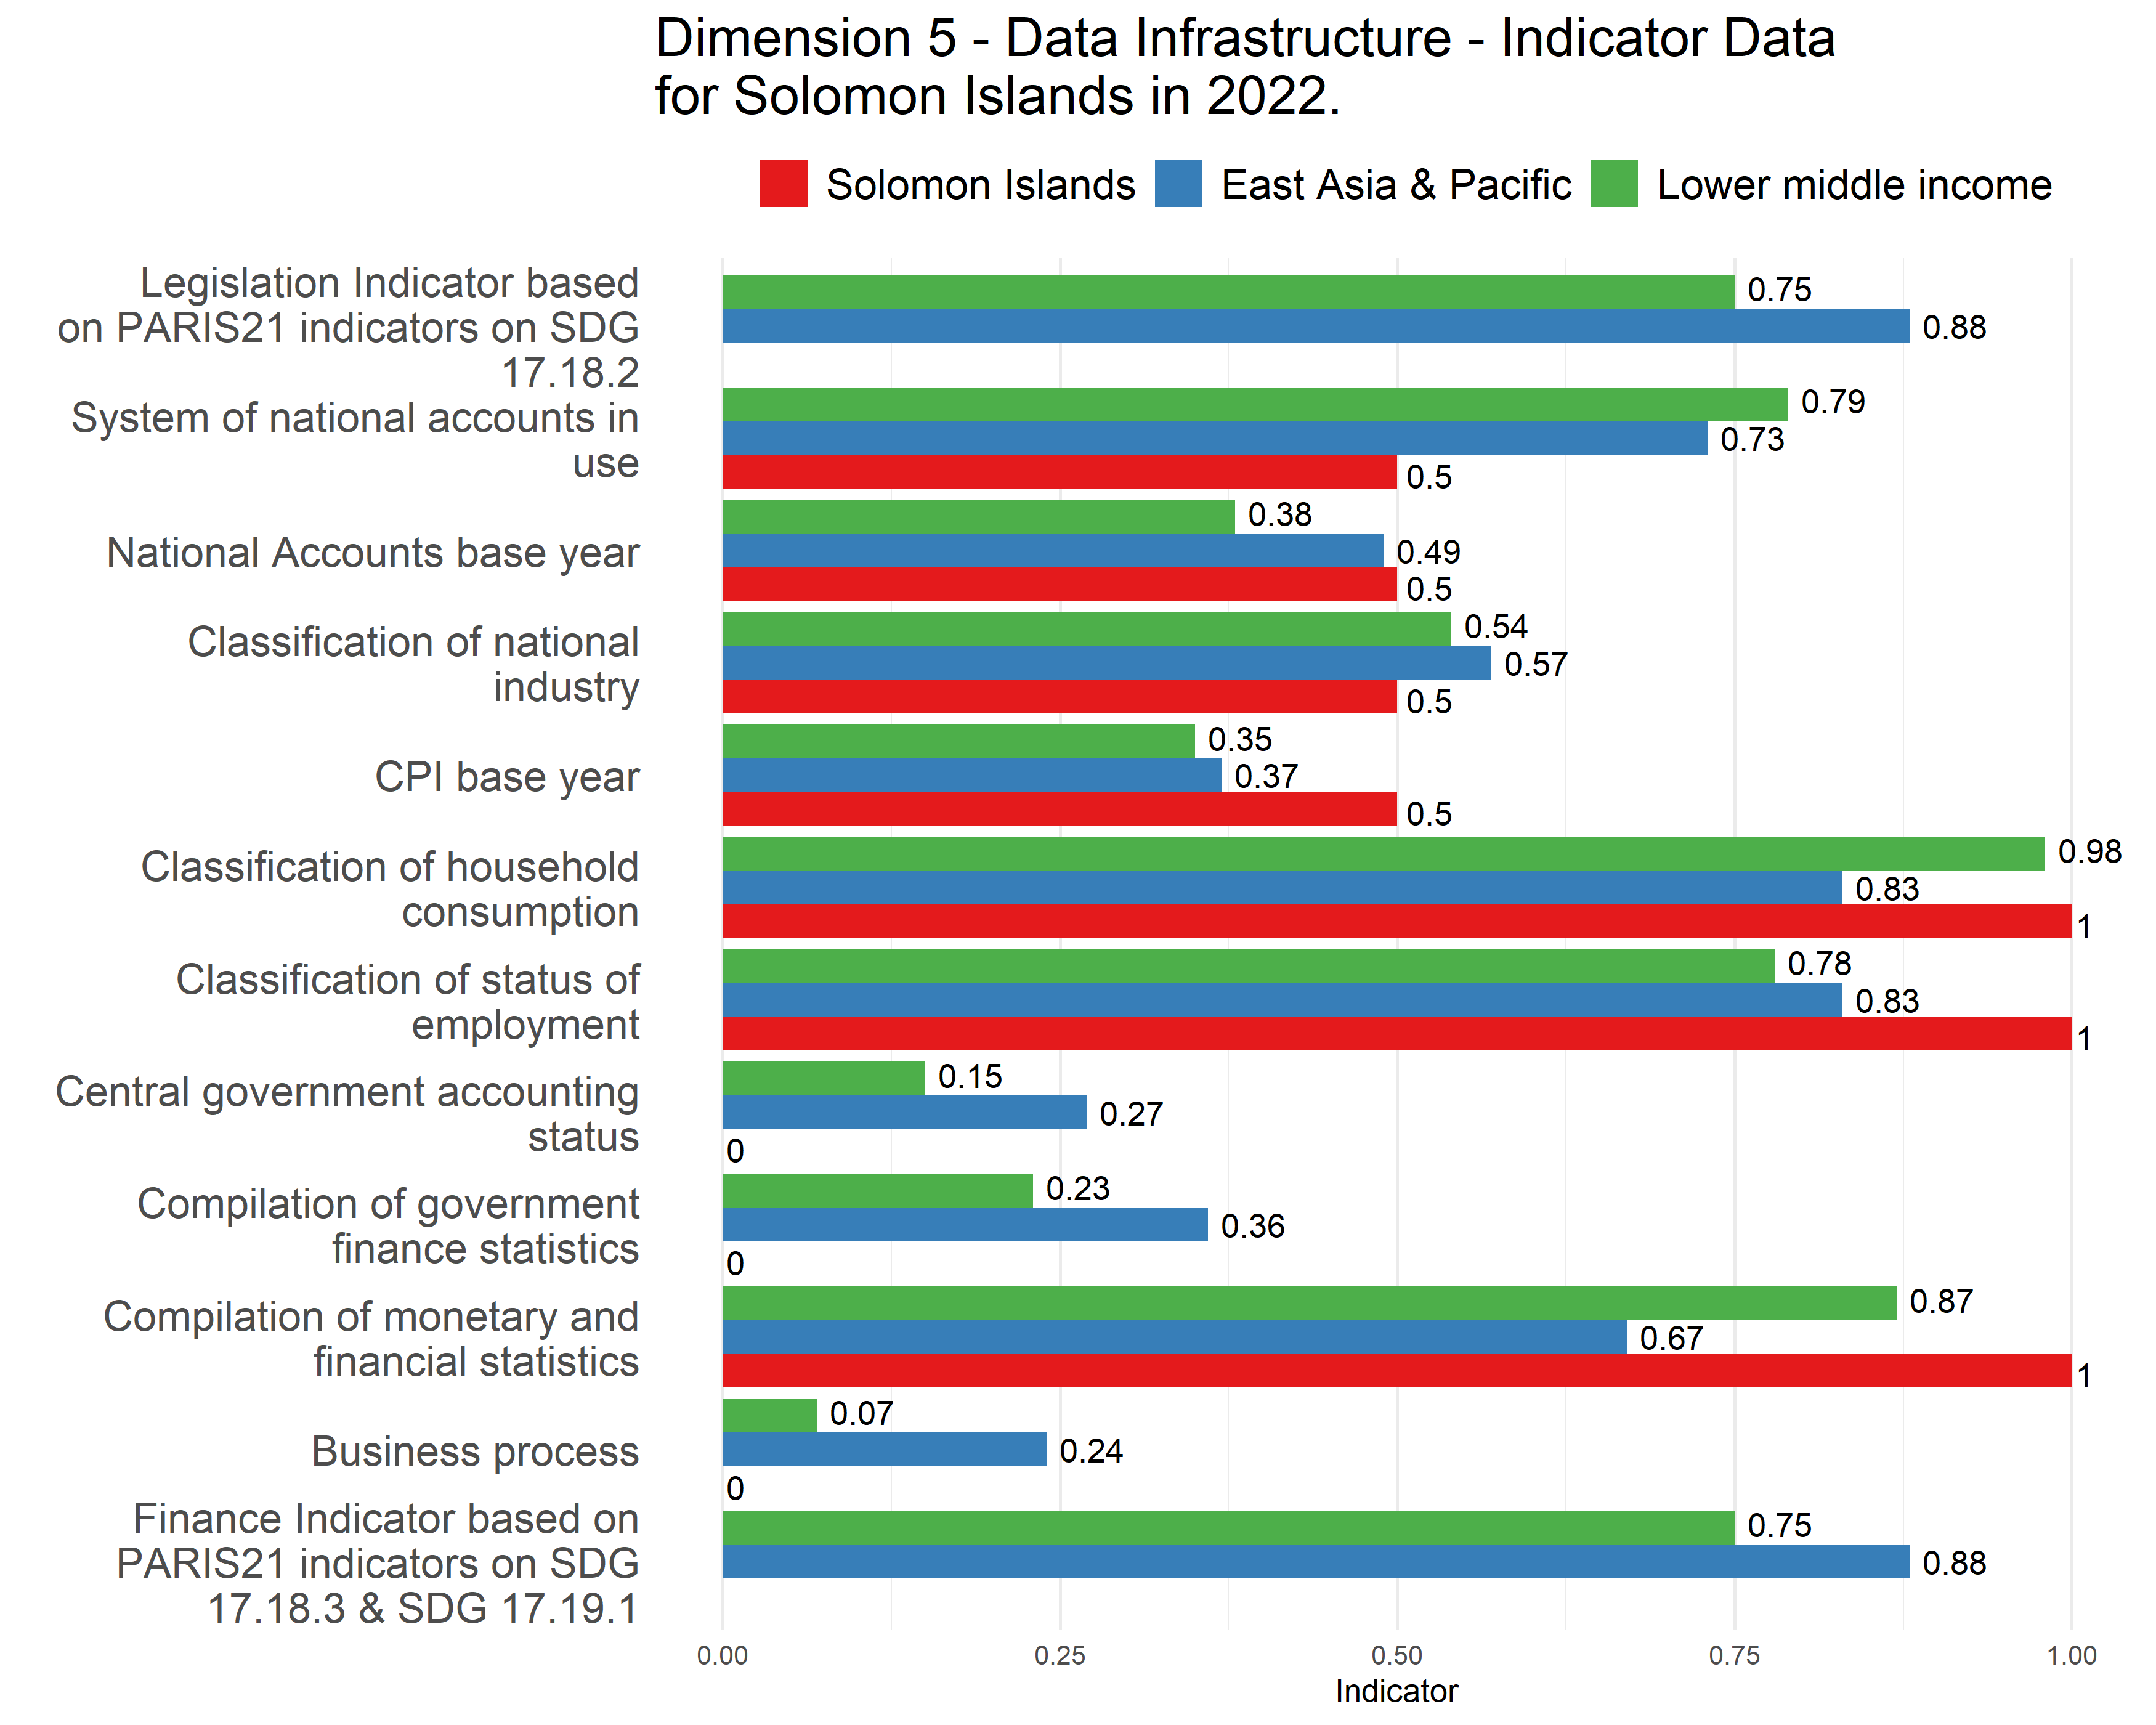 Dimension 5 - Data Infrastructure - Indicator Data
for Solomon Islands in 2022.
Solomon Islands East Asia & Pacific Lower middle income
Legislation Indicator based
on PARIS21 indicators on SDG
17.18.2
0.75
0.88
System of national accounts in
use
0.79
0.73
0.5
National Accounts base year
0.38
0.49
0.5
Classification of national
industry
0.54
0.57
0.5
CPI base year
0.35
0.37
0.5
Classification of household
consumption
0.98
0.83
1
Classification of status of
employment
0.78
0.83
1
Central government accounting
status
0.15
0.27
0
Compilation of government
finance statistics
0.23
0.36
0
Compilation of monetary and
financial statistics
0.87
0.67
1
Business process
0.07
0.24
0
Finance Indicator based on
PARIS21 indicators on SDG
17.18.3 & SDG 17.19.1
0.75
0.88
0.00 0.25 0.50 0.75 1.00
Indicator